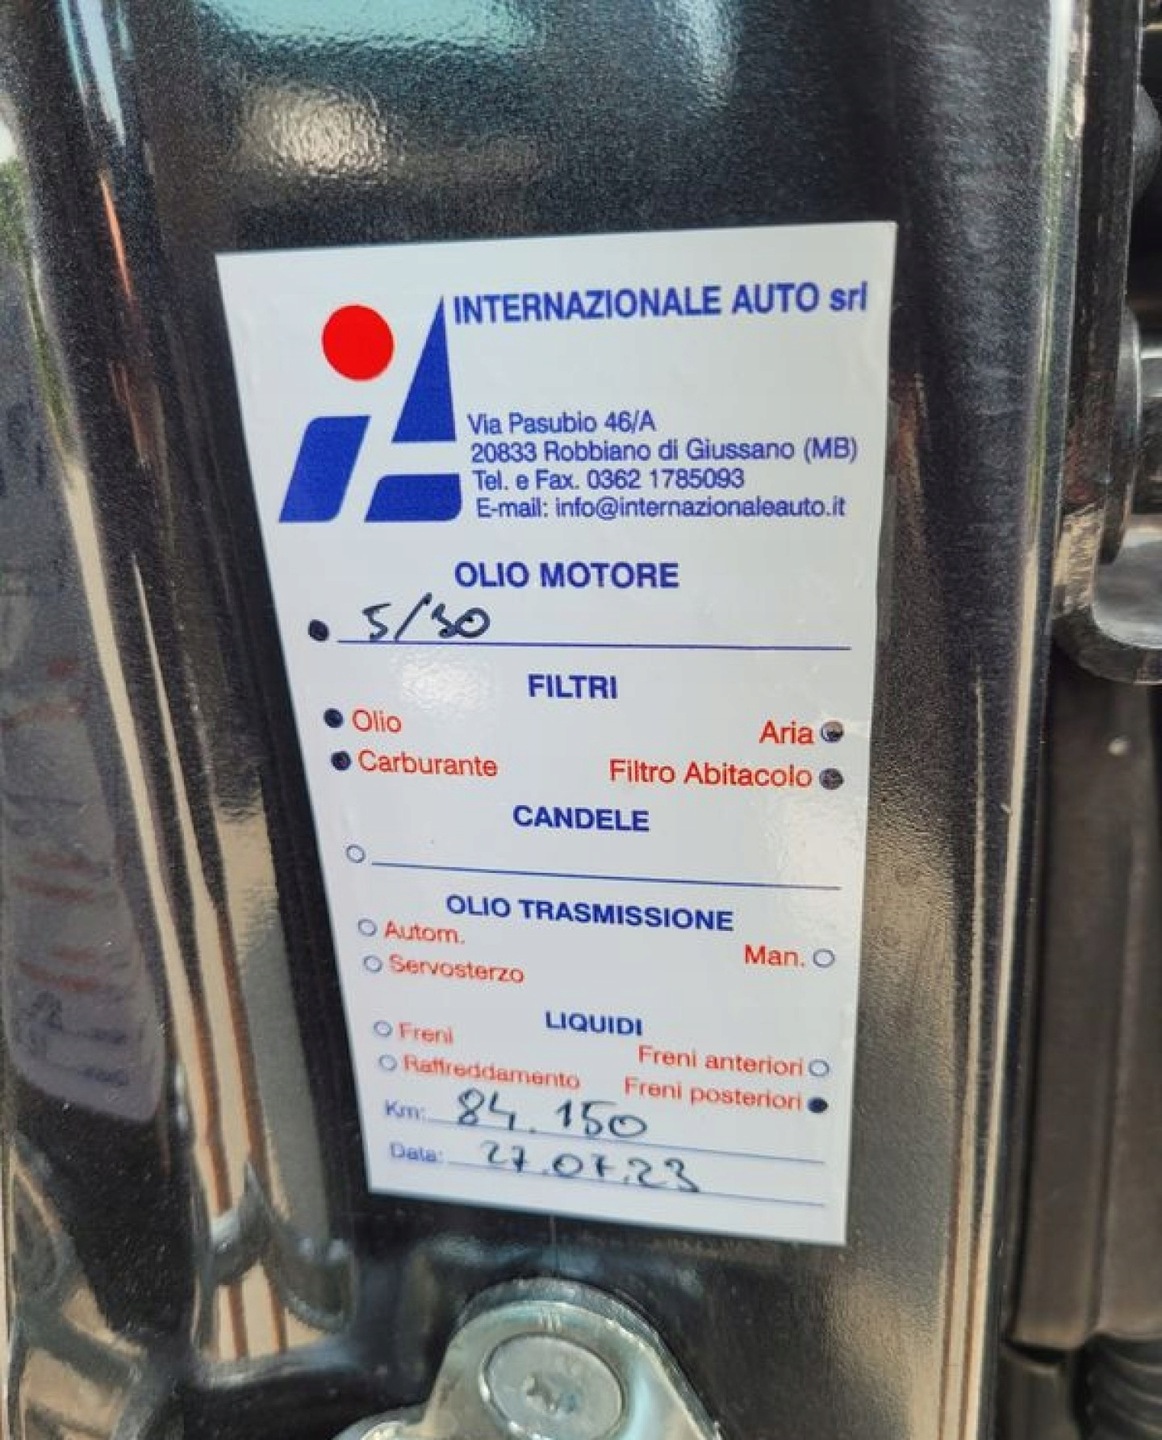 INTERNAZIONALE AUTO srl
Via Pasubio 46/A
20833 Robbiano di Giussano (MB)
Tel. e Fax. 0362 1785093
E-mail: info@internazionaleauto.it
OLIO MOTORE
5/30
FILTRI
Olio Aria
Carburante Filtro Abitacolo
CANDELE
OLIO TRASMISSIONE
Autom. Man.
Servosterzo
LIQUIDI
Freni Freni anteriori
Raffreddamento Freni posteriori
Km: 84.150
Data: 27.07.23